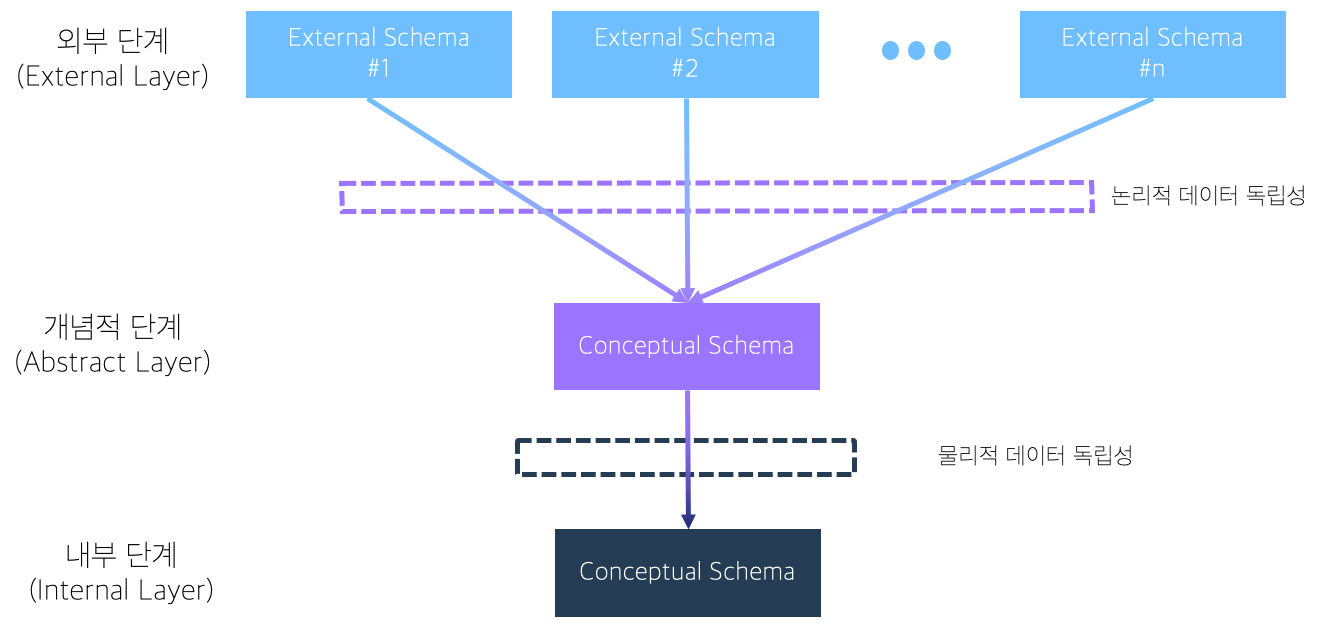 외부 단계
(External Layer)
External Schema
#1
External Schema
#2
External Schema
#n
논리적 데이터 독립성
개념적 단계
(Abstract Layer)
Conceptual Schema
물리적 데이터 독립성
내부 단계
(Internal Layer)
Conceptual Schema